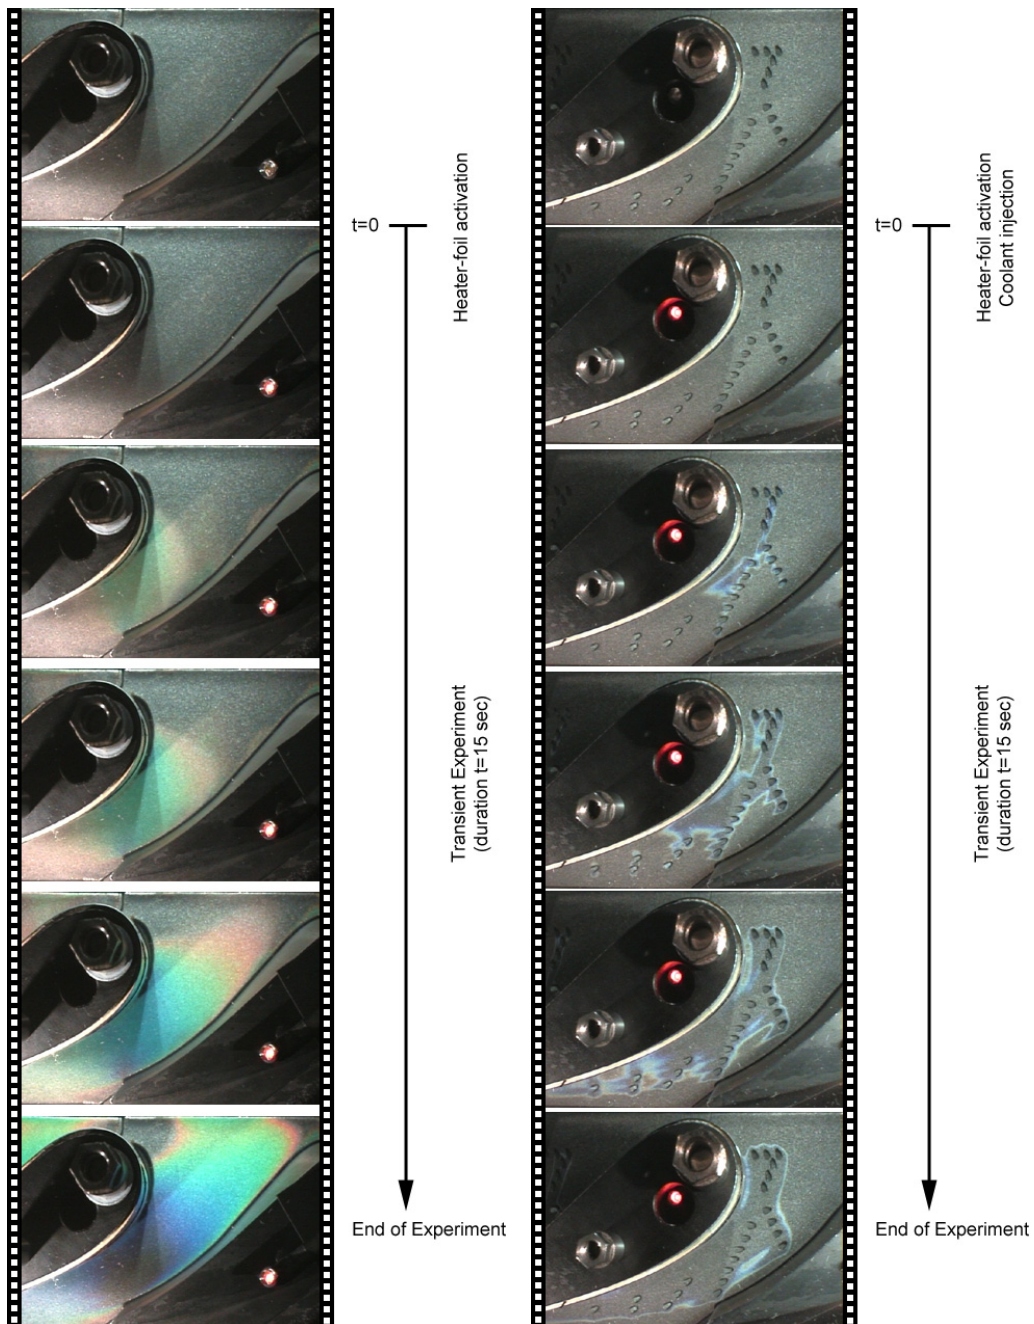 t=0
Heater-foil activation
Transient Experiment
(duration t=15 sec)
End of Experiment
t=0
Heater-foil activation
Coolant injection
Transient Experiment
(duration t=15 sec)
End of Experiment